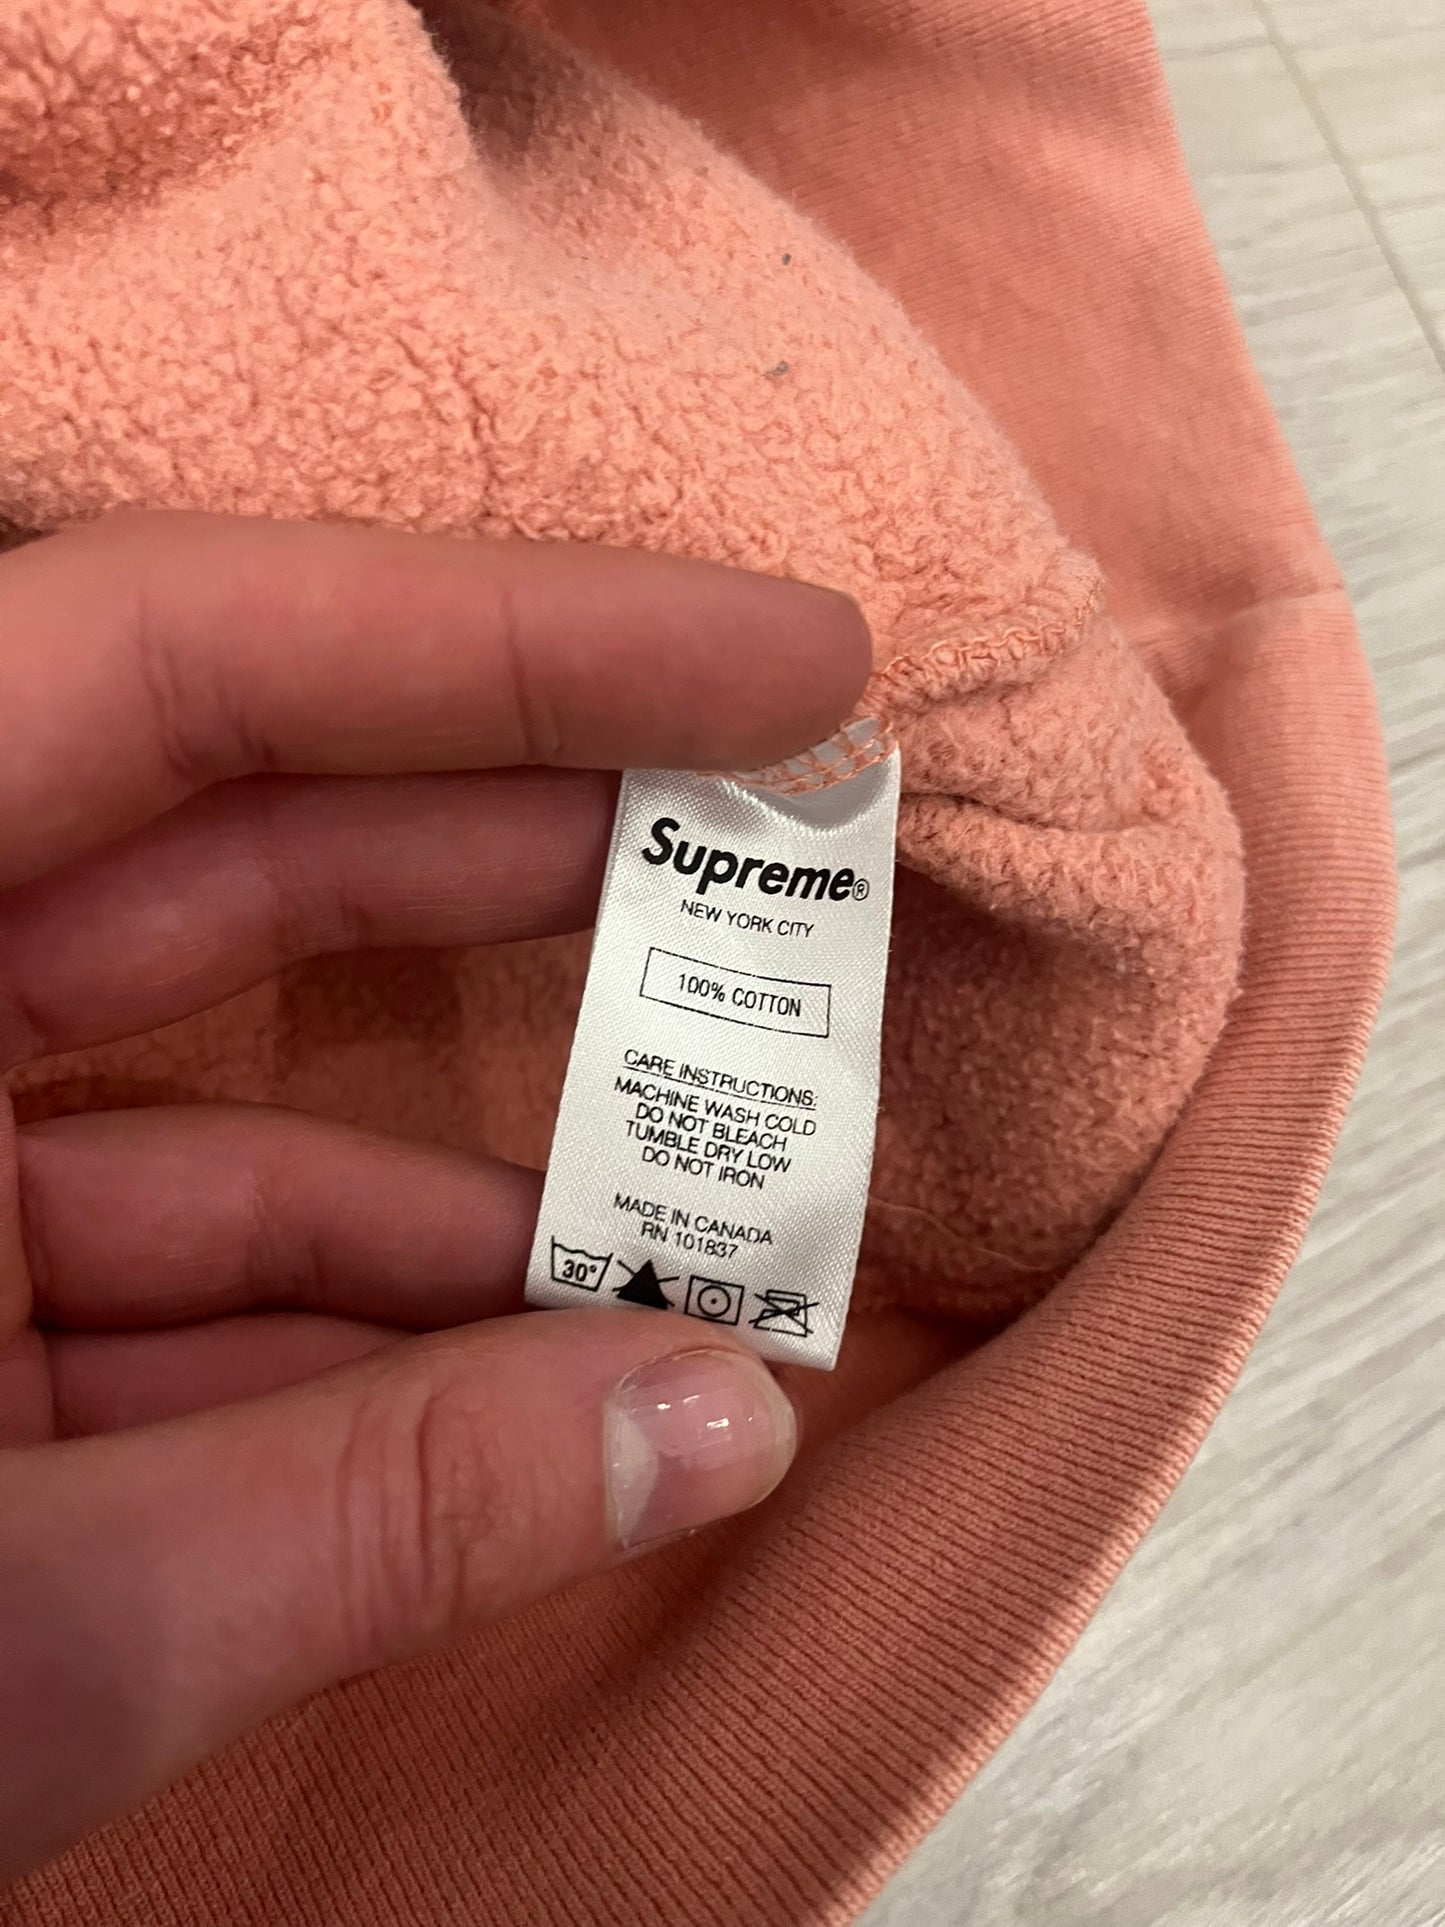 Supreme®
NEW YORK CITY
100% COTTON
CARE INSTRUCTIONS:
MACHINE WASH COLD
DO NOT BLEACH
TUMBLE DRY LOW
DO NOT IRON
MADE IN CANADA
RN 101837
30°